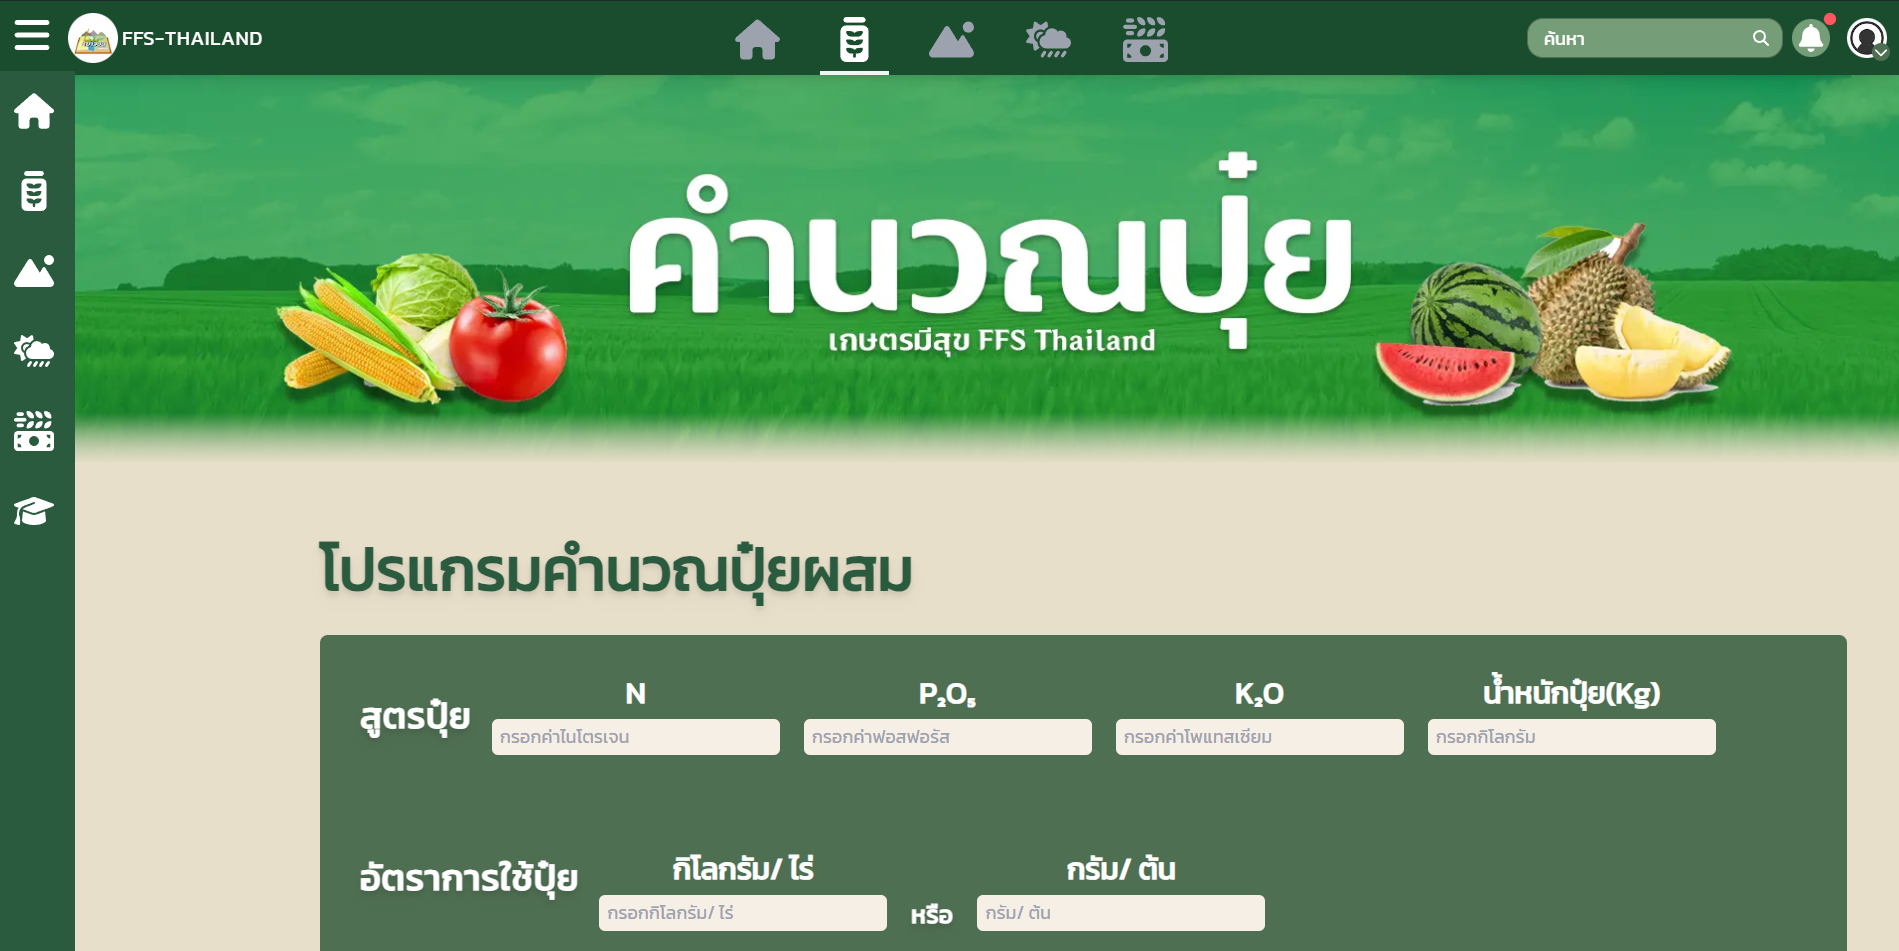 FFS-THAILAND
ค้นหา
คำนวณปุ๋ย
เกษตรมีสุข FFS Thailand
โปรแกรมคำนวณปุ๋ยผสม
สูตรปุ๋ย
N
P₂O₅
K₂O
น้ำหนักปุ๋ย(Kg)
กรอกค่าไนโตรเจน
กรอกค่าฟอสฟอรัส
กรอกค่าโพแทสเซียม
กรอกกิโลกรัม
อัตราการใช้ปุ๋ย
กิโลกรัม/ ไร่
กรัม/ ต้น
กรอกกิโลกรัม/ ไร่
หรือ
กรัม/ ต้น